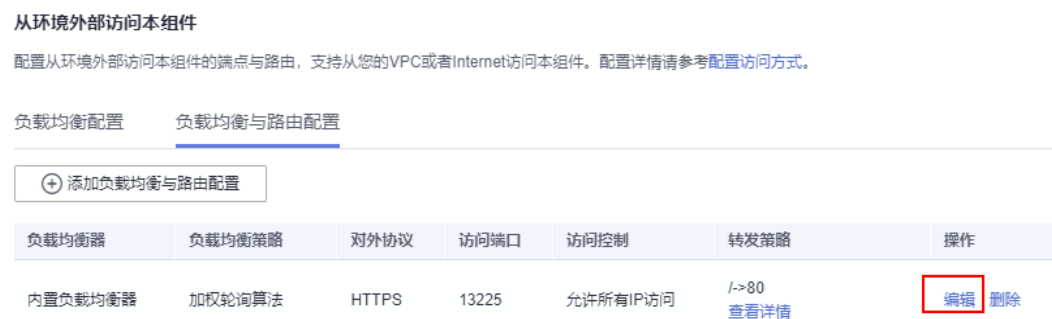 从环境外部访问本组件
配置从环境外部访问本组件的端点与路由，支持从您的VPC或者Internet访问本组件。配置详情请参考配置访问方式。
负载均衡配置 负载均衡与路由配置
添加负载均衡与路由配置
负载均衡器 负载均衡策略 对外协议 访问端口 访问控制 转发策略 操作
内置负载均衡器 加权轮询算法 HTTPS 13225 允许所有IP访问 /->80 编辑 删除
查看详情